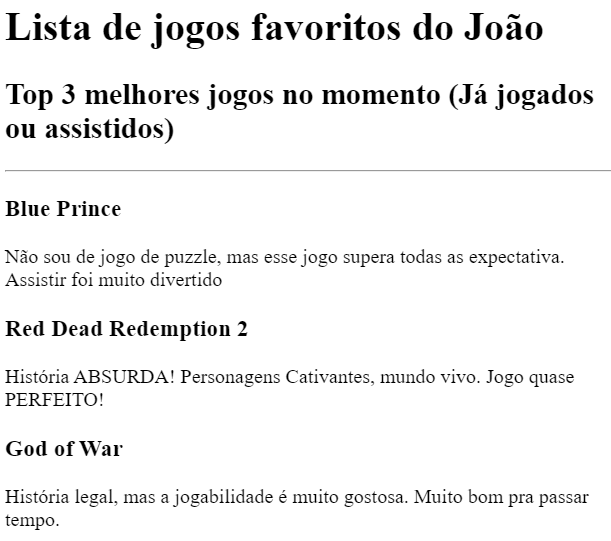 Lista de jogos favoritos do João
Top 3 melhores jogos no momento (Já jogados
ou assistidos)
Blue Prince
Não sou de jogo de puzzle, mas esse jogo supera todas as expectativa.
Assistir foi muito divertido
Red Dead Redemption 2
História ABSURDA! Personagens Cativantes, mundo vivo. Jogo quase
PERFEITO!
God of War
História legal, mas a jogabilidade é muito gostosa. Muito bom pra passar
tempo.